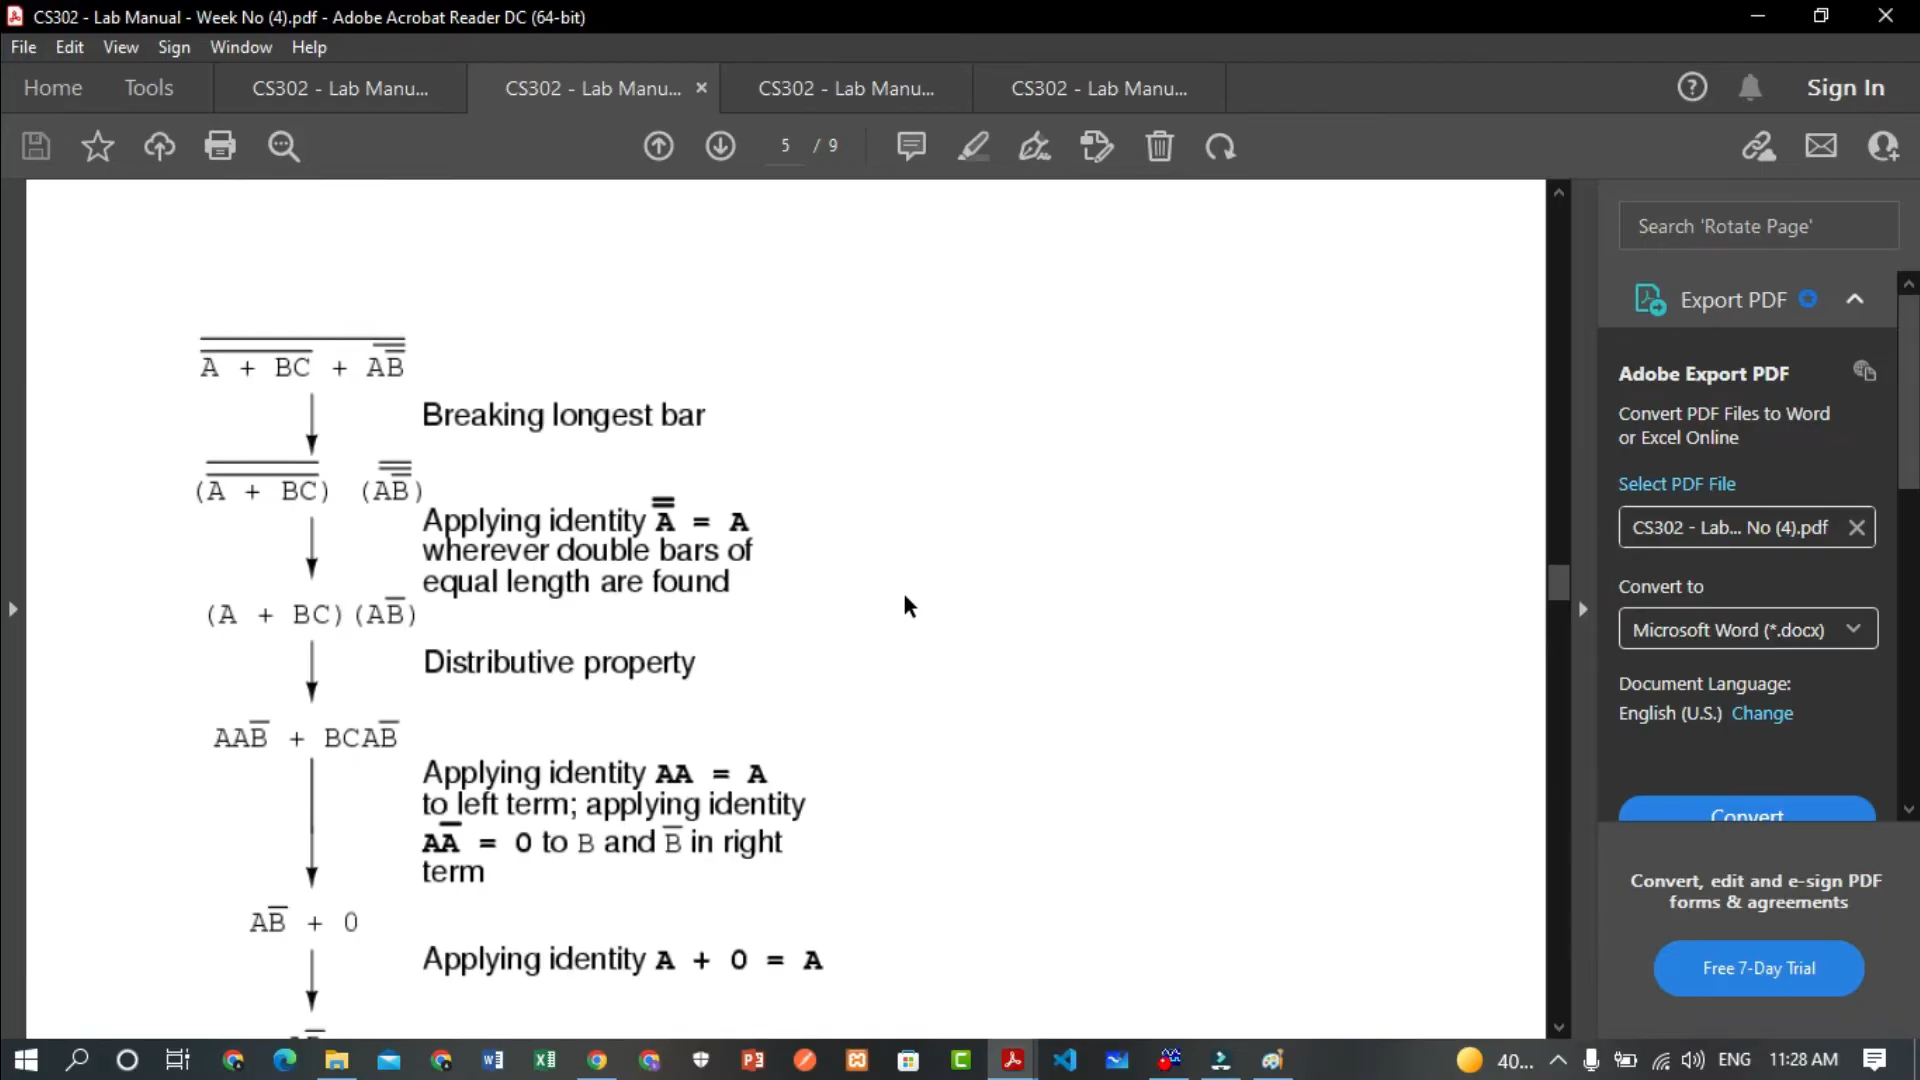 CS302 - Lab Manual - Week No (4).pdf - Adobe Acrobat Reader DC (64-bit)
File Edit View Sign Window Help
Home Tools CS302 - Lab Manu... CS302 - Lab Manu... × CS302 - Lab Manu... CS302 - Lab Manu... Sign In
5 / 9
Search 'Rotate Page'
Export PDF
Adobe Export PDF
Convert PDF Files to Word
or Excel Online
Select PDF File
CS302 - Lab... No (4).pdf
Convert to
Microsoft Word (*.docx)
Document Language:
English (U.S.) Change
Convert
Convert, edit and e-sign PDF
forms & agreements
Free 7-Day Trial
A̿ ̿+̿ ̿B̿C̿ + A̿B̿̅
Breaking longest bar
(A̿ ̿+̿ ̿B̿C̿) (A̿B̿̅)
Applying identity A̿ = A
wherever double bars of
equal length are found
(A + BC)(AB̅)
Distributive property
AAB̅ + BCAB̅
Applying identity AA = A
to left term; applying identity
AA̅ = 0 to B and B̅ in right
term
AB̅ + 0
Applying identity A + 0 = A
40... ENG 11:28 AM